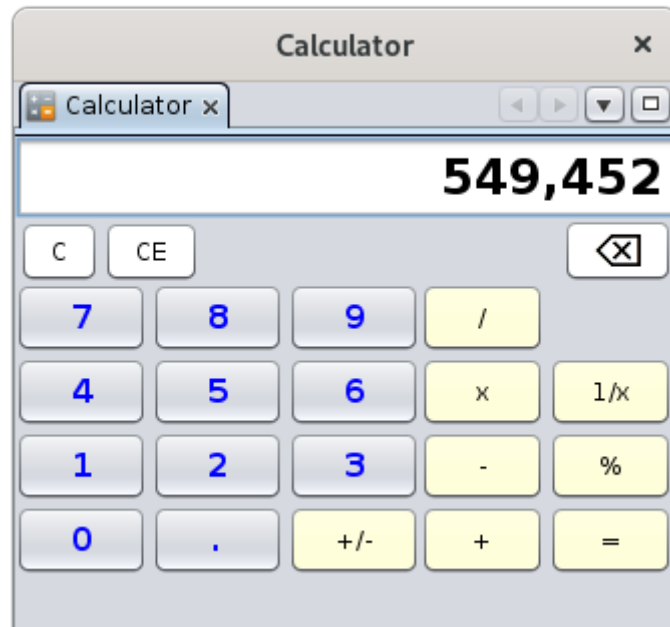 Calculator
Calculator
549,452
C CE
7 8 9 /
4 5 6 x 1/x
1 2 3 - %
0 . +/- + =